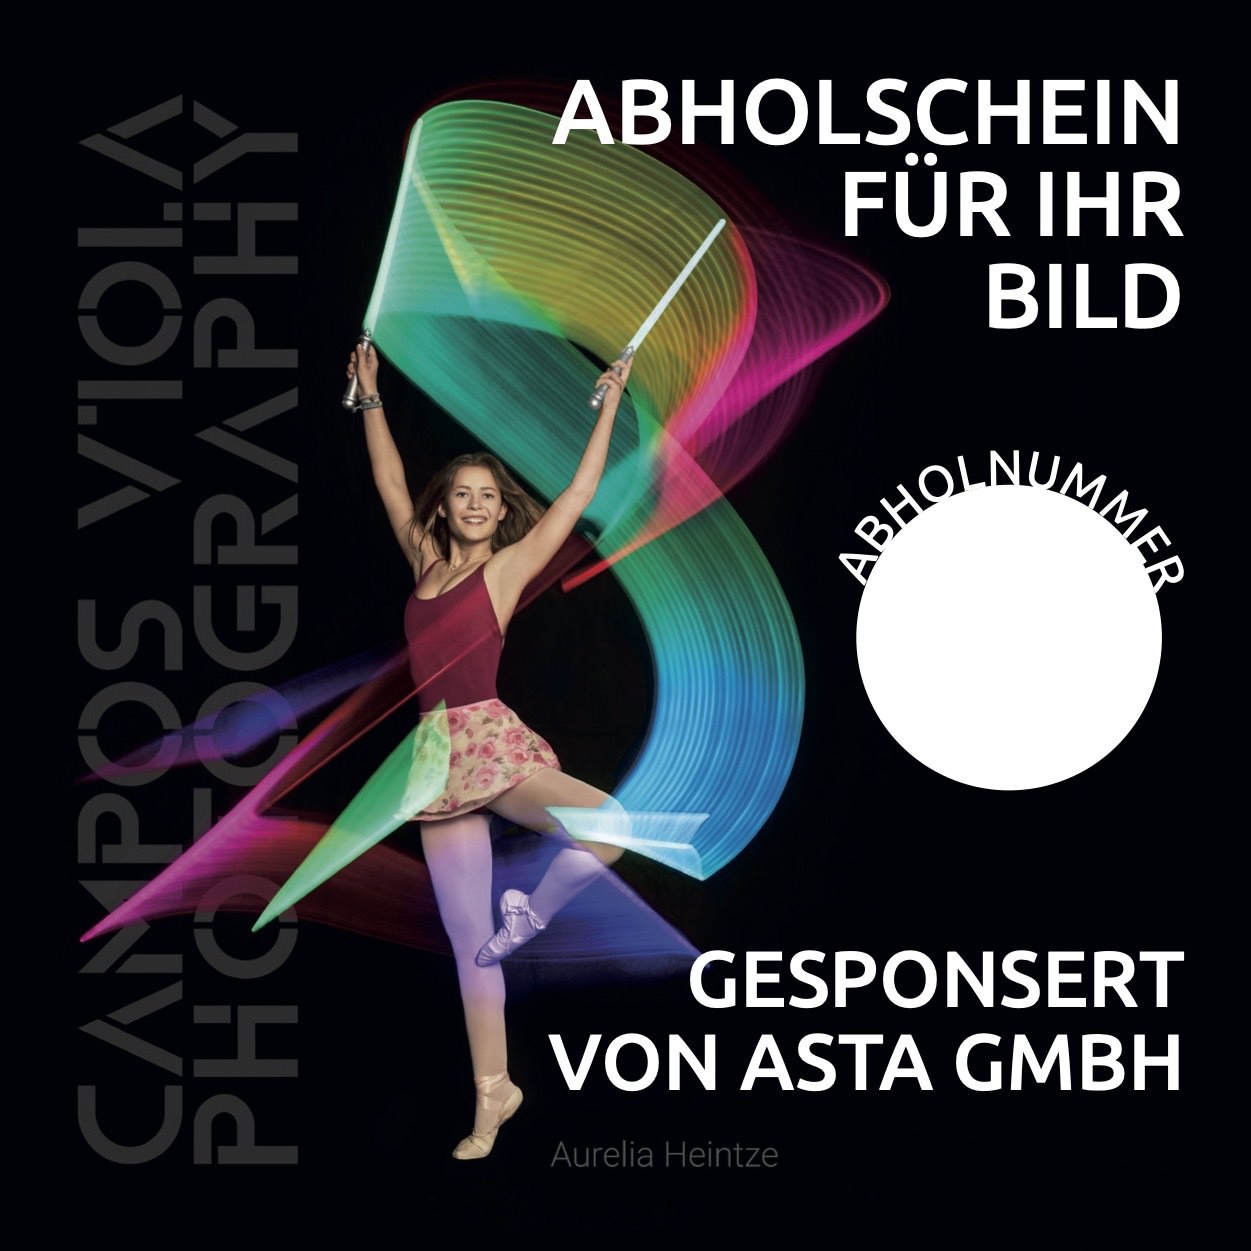 ABHOLSCHEIN
FÜR IHR
BILD
CAMPOS VIOLA
PHOTOGRAPHY
ABHOLNUMMER
GESPONSERT
VON ASTA GMBH
Aurelia Heintze